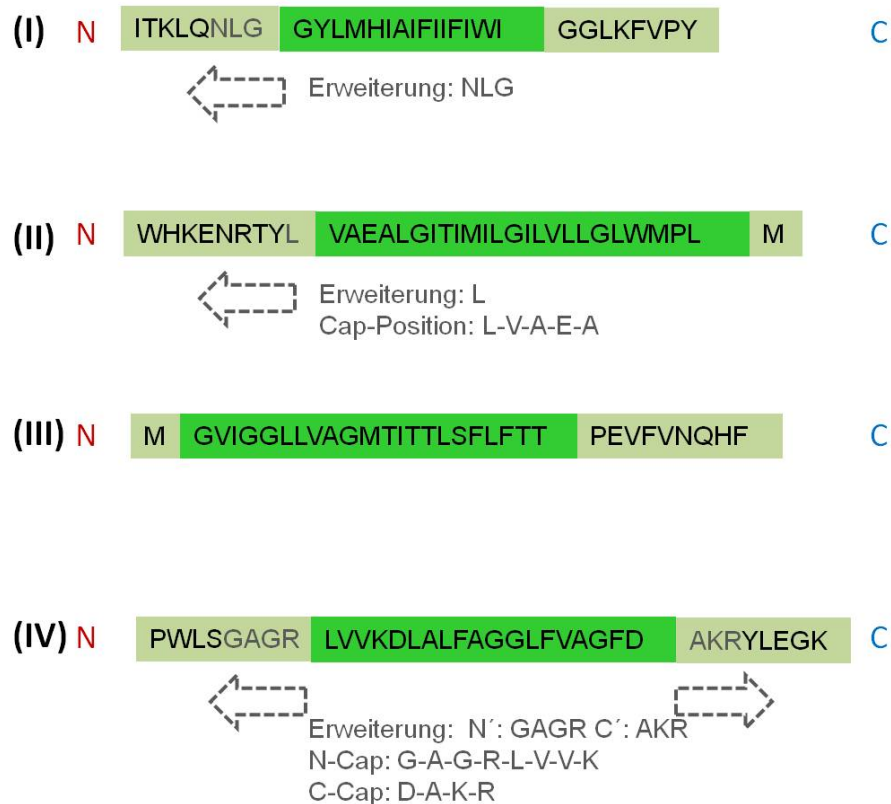 (I) N ITKLQNLG GYLMHIAIFIIFIWI GGLKFVPY C
Erweiterung: NLG
(II) N WHKENRTYL VAEALGITIMILGILVLLGLWMPL M C
Erweiterung: L
Cap-Position: L-V-A-E-A
(III) N M GVIGGLLVAGMTITTLSFLFTT PEVFVNQHF C
(IV) N PWLSGAGR LVVKDLALFAGGLFVAGFD AKRYLEGK C
Erweiterung: N´: GAGR C´: AKR
N-Cap: G-A-G-R-L-V-V-K
C-Cap: D-A-K-R